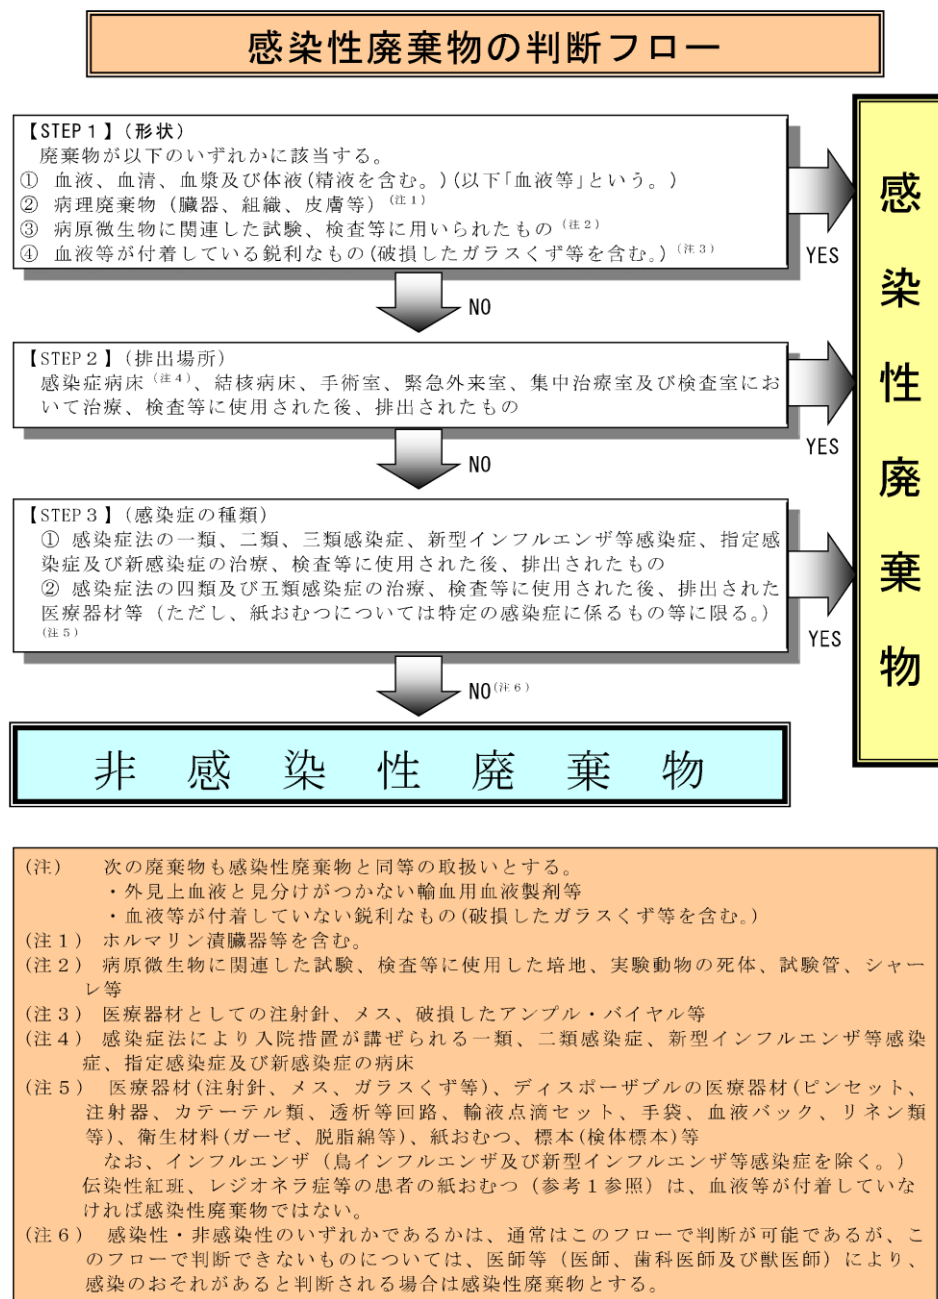 感染性廃棄物の判断フロー
【STEP1】(形状)
廃棄物が以下のいずれかに該当する。
① 血液、血清、血漿及び体液(精液を含む。)(以下「血液等」という。)
② 病理廃棄物 (臓器、組織、皮膚等) (注1)
③ 病原微生物に関連した試験、検査等に用いられたもの (注2)
④ 血液等が付着している鋭利なもの(破損したガラスくず等を含む。) (注3)
YES
NO
【STEP2】(排出場所)
感染症病床 (注4)、結核病床、手術室、緊急外来室、集中治療室及び検査室にお
いて治療、検査等に使用された後、排出されたもの
YES
NO
【STEP3】(感染症の種類)
① 感染症法の一類、二類、三類感染症、新型インフルエンザ等感染症、指定感
染症及び新感染症の治療、検査等に使用された後、排出されたもの
② 感染症法の四類及び五類感染症の治療、検査等に使用された後、排出された
医療器材等 (ただし、紙おむつについては特定の感染症に係るもの等に限る。)
(注5)
YES
NO(注6)
感染性廃棄物
非感染性廃棄物
(注) 次の廃棄物も感染性廃棄物と同等の取扱いとする。
・外見上血液と見分けがつかない輸血用血液製剤等
・血液等が付着していない鋭利なもの(破損したガラスくず等を含む。)
(注1) ホルマリン漬臓器等を含む。
(注2) 病原微生物に関連した試験、検査等に使用した培地、実験動物の死体、試験管、シャー
レ等
(注3) 医療器材としての注射針、メス、破損したアンプル・バイヤル等
(注4) 感染症法により入院措置が講ぜられる一類、二類感染症、新型インフルエンザ等感染
症、指定感染症及び新感染症の病床
(注5) 医療器材(注射針、メス、ガラスくず等)、ディスポーザブルの医療器材(ピンセット、
注射器、カテーテル類、透析等回路、輸液点滴セット、手袋、血液バック、リネン類
等)、衛生材料(ガーゼ、脱脂綿等)、紙おむつ、標本(検体標本)等
なお、インフルエンザ (鳥インフルエンザ及び新型インフルエンザ等感染症を除く。)
伝染性紅斑、レジオネラ症等の患者の紙おむつ (参考1参照) は、血液等が付着していな
ければ感染性廃棄物ではない。
(注6) 感染性・非感染性のいずれかであるかは、通常はこのフローで判断が可能であるが、こ
のフローで判断できないものについては、医師等 (医師、歯科医師及び獣医師) により、
感染のおそれがあると判断される場合は感染性廃棄物とする。